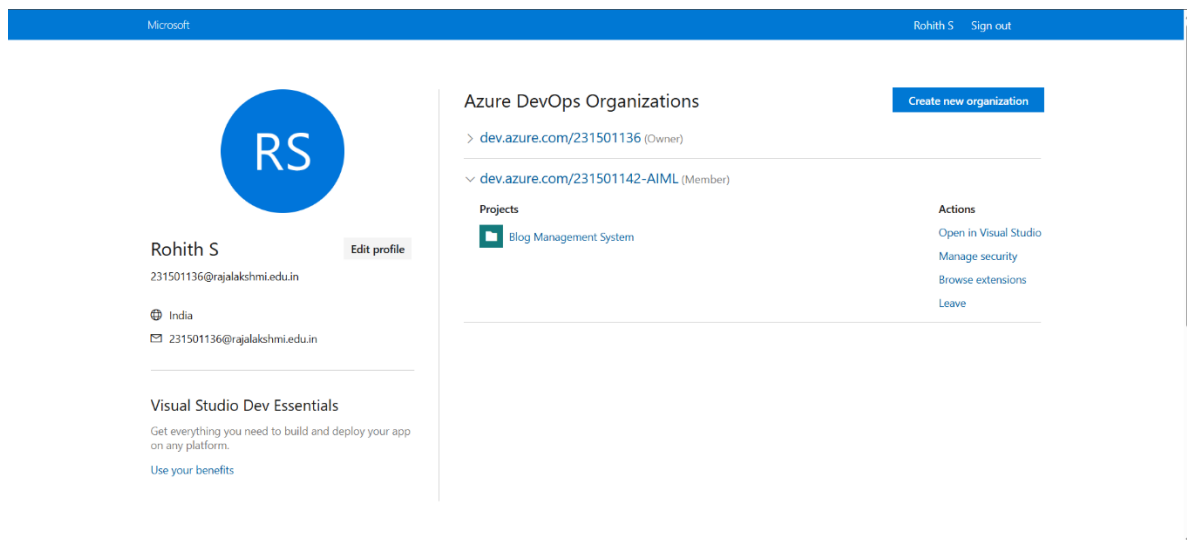 Microsoft
Rohith S Sign out
RS
Rohith S
Edit profile
231501136@rajalakshmi.edu.in
India
231501136@rajalakshmi.edu.in
Visual Studio Dev Essentials
Get everything you need to build and deploy your app
on any platform.
Use your benefits
Azure DevOps Organizations
Create new organization
dev.azure.com/231501136 (Owner)
dev.azure.com/231501142-AIML (Member)
Projects
Blog Management System
Actions
Open in Visual Studio
Manage security
Browse extensions
Leave